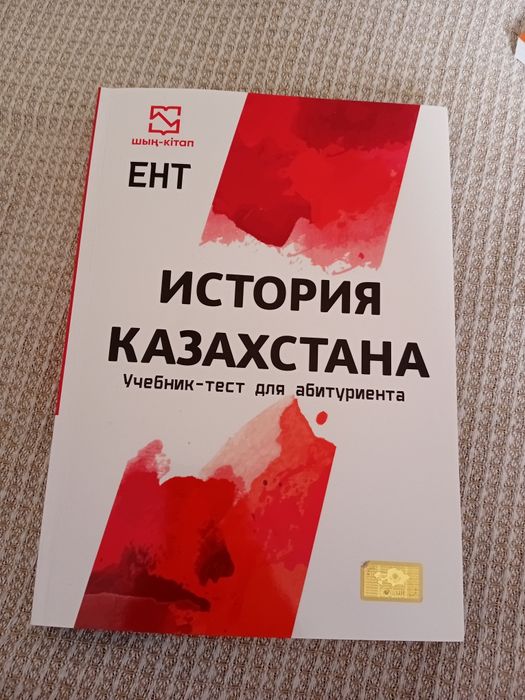 шың-кітап
ЕНТ
ИСТОРИЯ
КАЗАХСТАНА
Учебник-тест для абитуриента